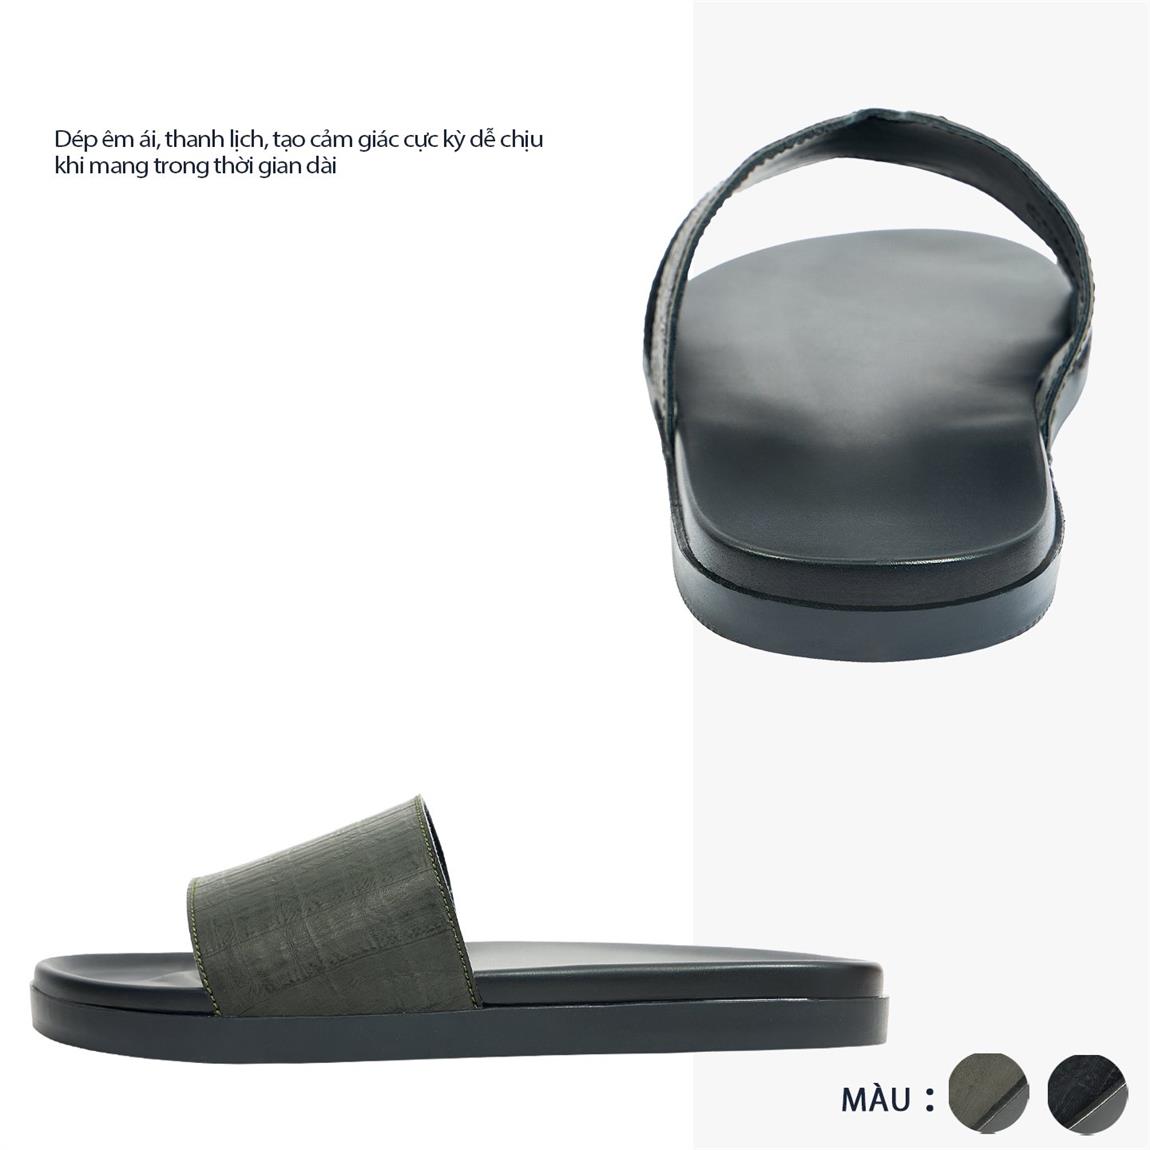 Dép êm ái, thanh lịch, tạo cảm giác cực kỳ dễ chịu
khi mang trong thời gian dài
MÀU :